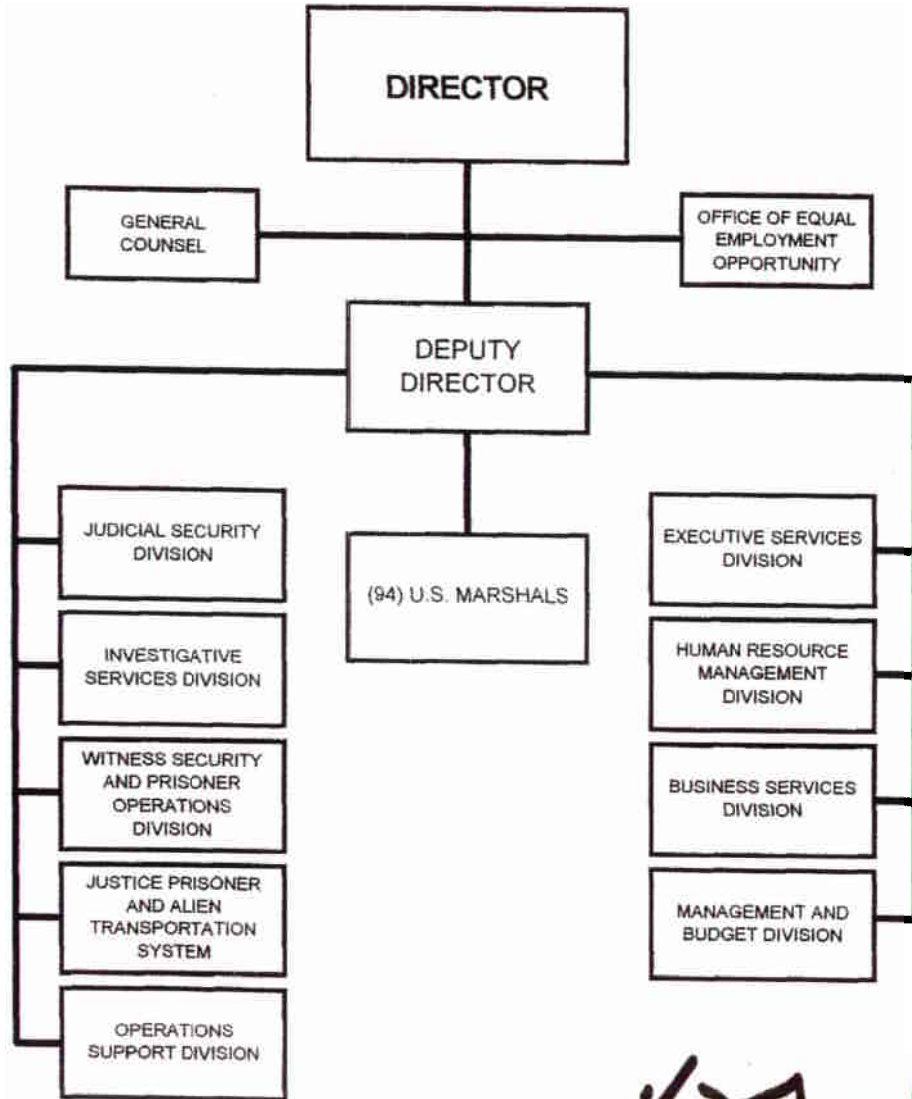 DIRECTOR
GENERAL
COUNSEL
OFFICE OF EQUAL
EMPLOYMENT
OPPORTUNITY
DEPUTY
DIRECTOR
JUDICIAL SECURITY
DIVISION
INVESTIGATIVE
SERVICES DIVISION
WITNESS SECURITY
AND PRISONER
OPERATIONS
DIVISION
JUSTICE PRISONER
AND ALIEN
TRANSPORTATION
SYSTEM
OPERATIONS
SUPPORT DIVISION
(94) U.S. MARSHALS
EXECUTIVE SERVICES
DIVISION
HUMAN RESOURCE
MANAGEMENT
DIVISION
BUSINESS SERVICES
DIVISION
MANAGEMENT AND
BUDGET DIVISION